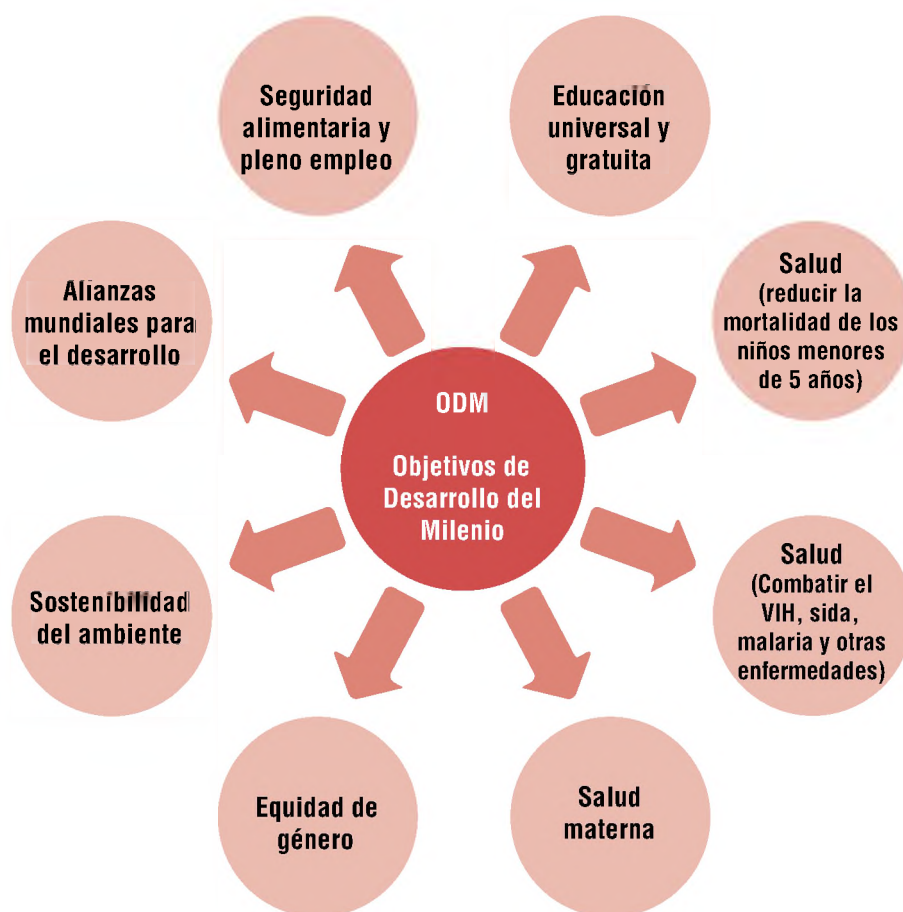 Seguridad
alimentaria y
pleno empleo
Educación
universal y
gratuita
Alianzas
mundiales para
el desarrollo
Salud
(reducir la
mortalidad de los
niños menores
de 5 años)
ODM
Objetivos de
Desarrollo del
Milenio
Sostenibilidad
del ambiente
Salud
(Combatir el
VIH, sida,
malaria y otras
enfermedades)
Equidad de
género
Salud
materna